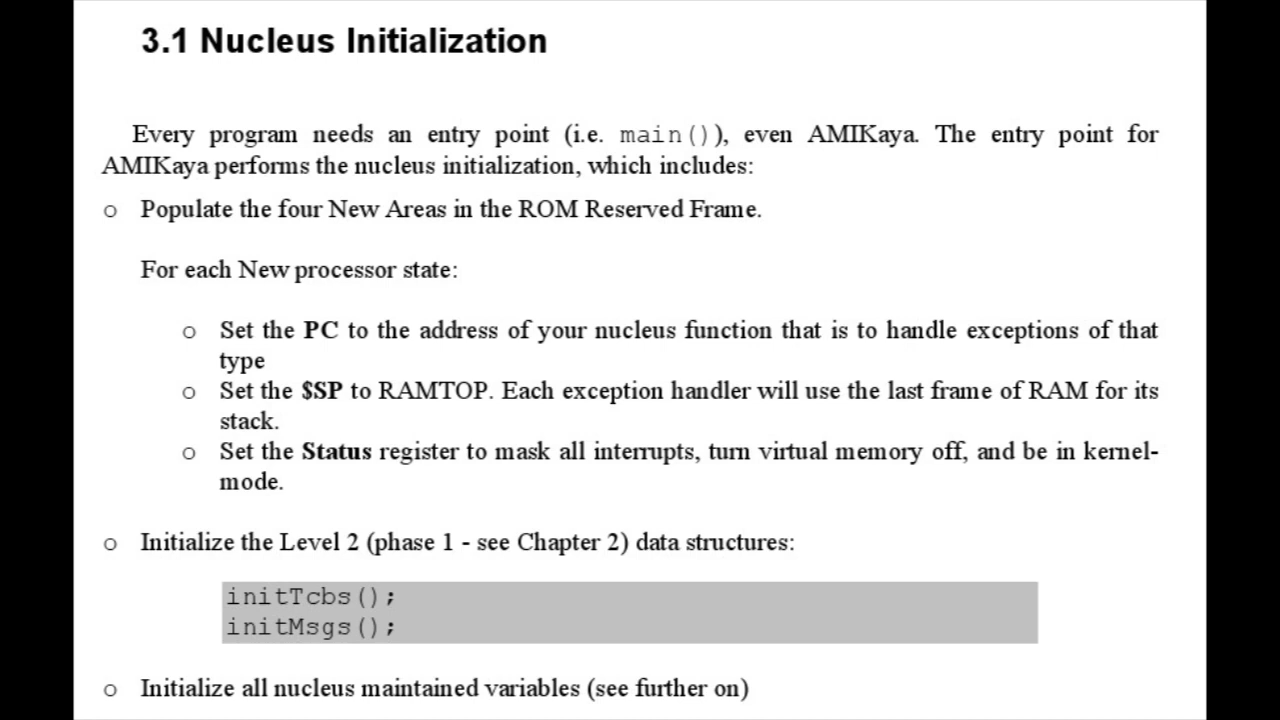 3.1 Nucleus Initialization
Every program needs an entry point (i.e. main()), even AMIKaya. The entry point for
AMIKaya performs the nucleus initialization, which includes:
o Populate the four New Areas in the ROM Reserved Frame.
For each New processor state:
o Set the PC to the address of your nucleus function that is to handle exceptions of that
type
o Set the $SP to RAMTOP. Each exception handler will use the last frame of RAM for its
stack.
o Set the Status register to mask all interrupts, turn virtual memory off, and be in kernel-
mode.
o Initialize the Level 2 (phase 1 - see Chapter 2) data structures:
initTcbs();
initMsgs();
o Initialize all nucleus maintained variables (see further on)